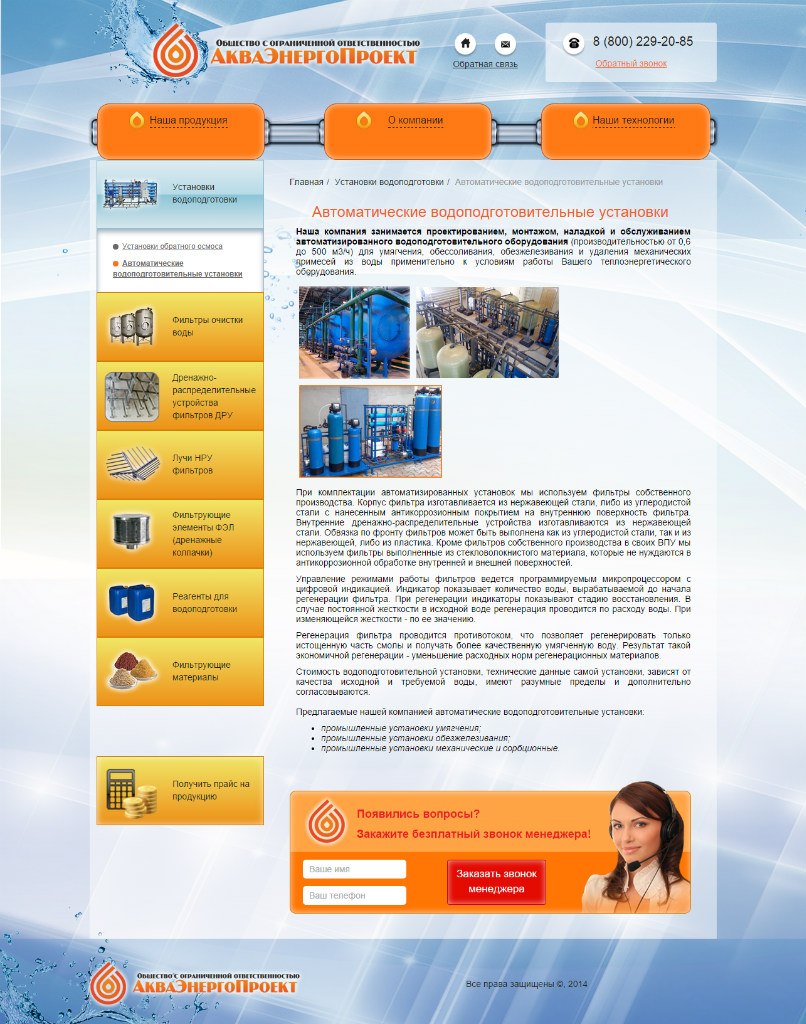 Общество с ограниченной ответственностью
АкваЭнергоПроект
Обратная связь
8 (800) 229-20-85
Обратный звонок
Наша продукция
О компании
Наши технологии
Установки
водоподготовки
Установки обратного осмоса
Автоматические
водоподготовительные установки
Фильтры очистки
воды
Дренажно-
распределительные
устройства
фильтров ДРУ
Лучи НРУ
фильтров
Фильтрующие
элементы ФЭЛ
(дренажные
колпачки)
Реагенты для
водоподготовки
Фильтрующие
материалы
Получить прайс на
продукцию
Главная / Установки водоподготовки / Автоматические водоподготовительные установки
Автоматические водоподготовительные установки
Наша компания занимается проектированием, монтажом, наладкой и обслуживанием
автоматизированного водоподготовительного оборудования (производительностью от 0,6
до 500 м3/ч) для умягчения, обессоливания, обезжелезивания и удаления механических
примесей из воды применительно к условиям работы Вашего теплоэнергетического
оборудования.
При комплектации автоматизированных установок мы используем фильтры собственного
производства. Корпус фильтра изготавливается из нержавеющей стали, либо из углеродистой
стали с нанесенным антикоррозионным покрытием на внутреннюю поверхность фильтра.
Внутренние дренажно-распределительные устройства изготавливаются из нержавеющей
стали. Обвязка по фронту фильтров может быть выполнена как из углеродистой стали, так и из
нержавеющей, либо из пластика. Кроме фильтров собственного производства в своих ВПУ мы
используем фильтры выполненные из стекловолокнистого материала, которые не нуждаются в
антикоррозионной обработке внутренней и внешней поверхностей.
Управление режимами работы фильтров ведется программируемым микропроцессором с
цифровой индикацией. Индикатор показывает количество воды, вырабатываемой до начала
регенерации фильтра. При регенерации индикаторы показывают стадию восстановления. В
случае постоянной жесткости в исходной воде регенерация проводится по расходу воды. При
изменяющейся жесткости - по ее значению.
Регенерация фильтра проводится противотоком, что позволяет регенерировать только
истощенную часть смолы и получать более качественную умягченную воду. Результат такой
экономичной регенерации - уменьшение расходных норм регенерационных материалов.
Стоимость водоподготовительной установки, технические данные самой установки, зависят от
качества исходной и требуемой воды, имеют разумные пределы и дополнительно
согласовываются.
Предлагаемые нашей компанией автоматические водоподготовительные установки:
• промышленные установки умягчения;
• промышленные установки обезжелезивания;
• промышленные установки механические и сорбционные.
Появились вопросы?
Закажите безплатный звонок менеджера!
Ваше имя
Ваш телефон
Заказать звонок
менеджера
Общество с ограниченной ответственностью
АкваЭнергоПроект
Все права защищены ©, 2014